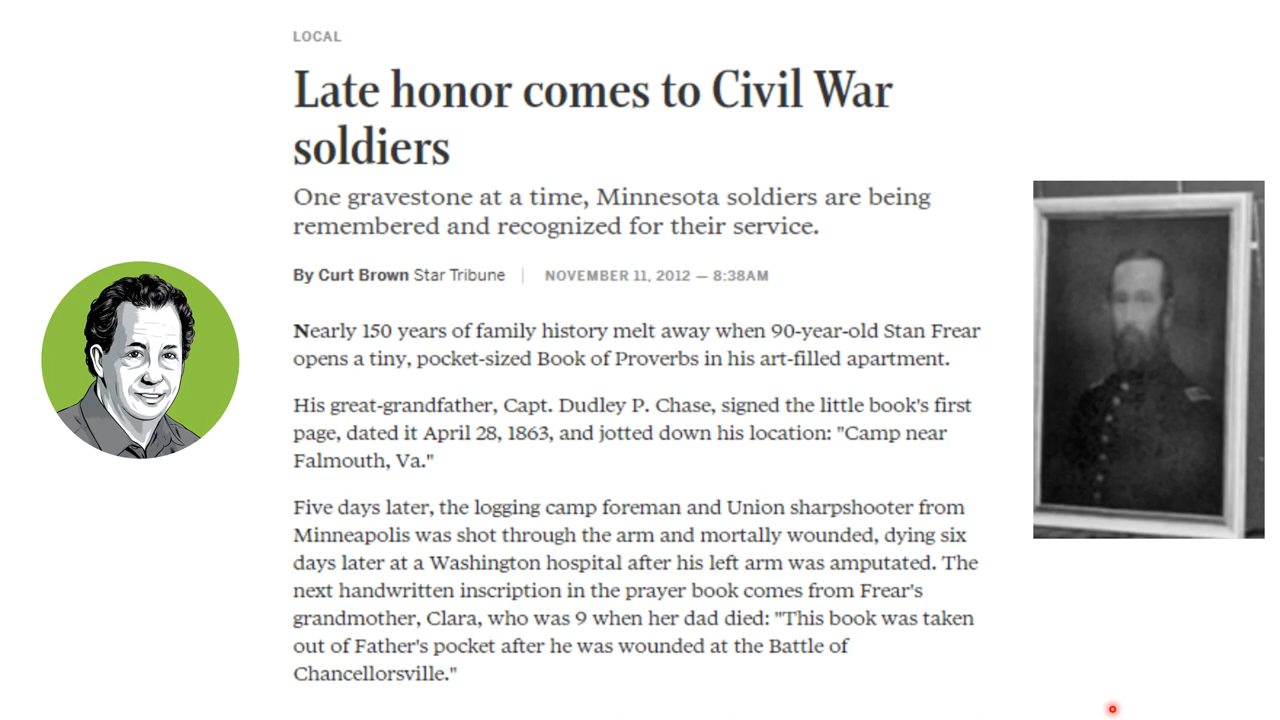 LOCAL
Late honor comes to Civil War
soldiers
One gravestone at a time, Minnesota soldiers are being
remembered and recognized for their service.
By Curt Brown Star Tribune | NOVEMBER 11, 2012 — 8:38AM
Nearly 150 years of family history melt away when 90-year-old Stan Frear
opens a tiny, pocket-sized Book of Proverbs in his art-filled apartment.
His great-grandfather, Capt. Dudley P. Chase, signed the little book's first
page, dated it April 28, 1863, and jotted down his location: "Camp near
Falmouth, Va."
Five days later, the logging camp foreman and Union sharpshooter from
Minneapolis was shot through the arm and mortally wounded, dying six
days later at a Washington hospital after his left arm was amputated. The
next handwritten inscription in the prayer book comes from Frear's
grandmother, Clara, who was 9 when her dad died: "This book was taken
out of Father's pocket after he was wounded at the Battle of
Chancellorsville."